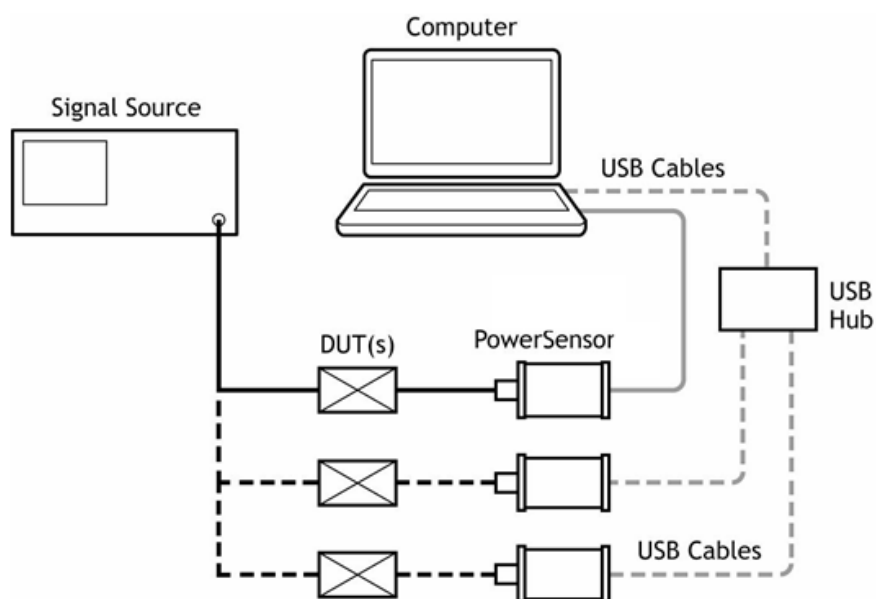 Computer
Signal Source
USB Cables
USB
Hub
DUT(s)
PowerSensor
USB Cables